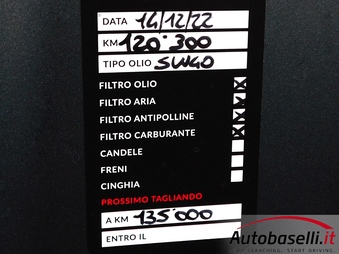 DATA 14/12/22
KM 120'300
TIPO OLIO 5W40
FILTRO OLIO
FILTRO ARIA
FILTRO ANTIPOLLINE
FILTRO CARBURANTE
CANDELE
FRENI
CINGHIA
PROSSIMO TAGLIANDO
A KM 135'000
ENTRO IL
Autobaselli.it